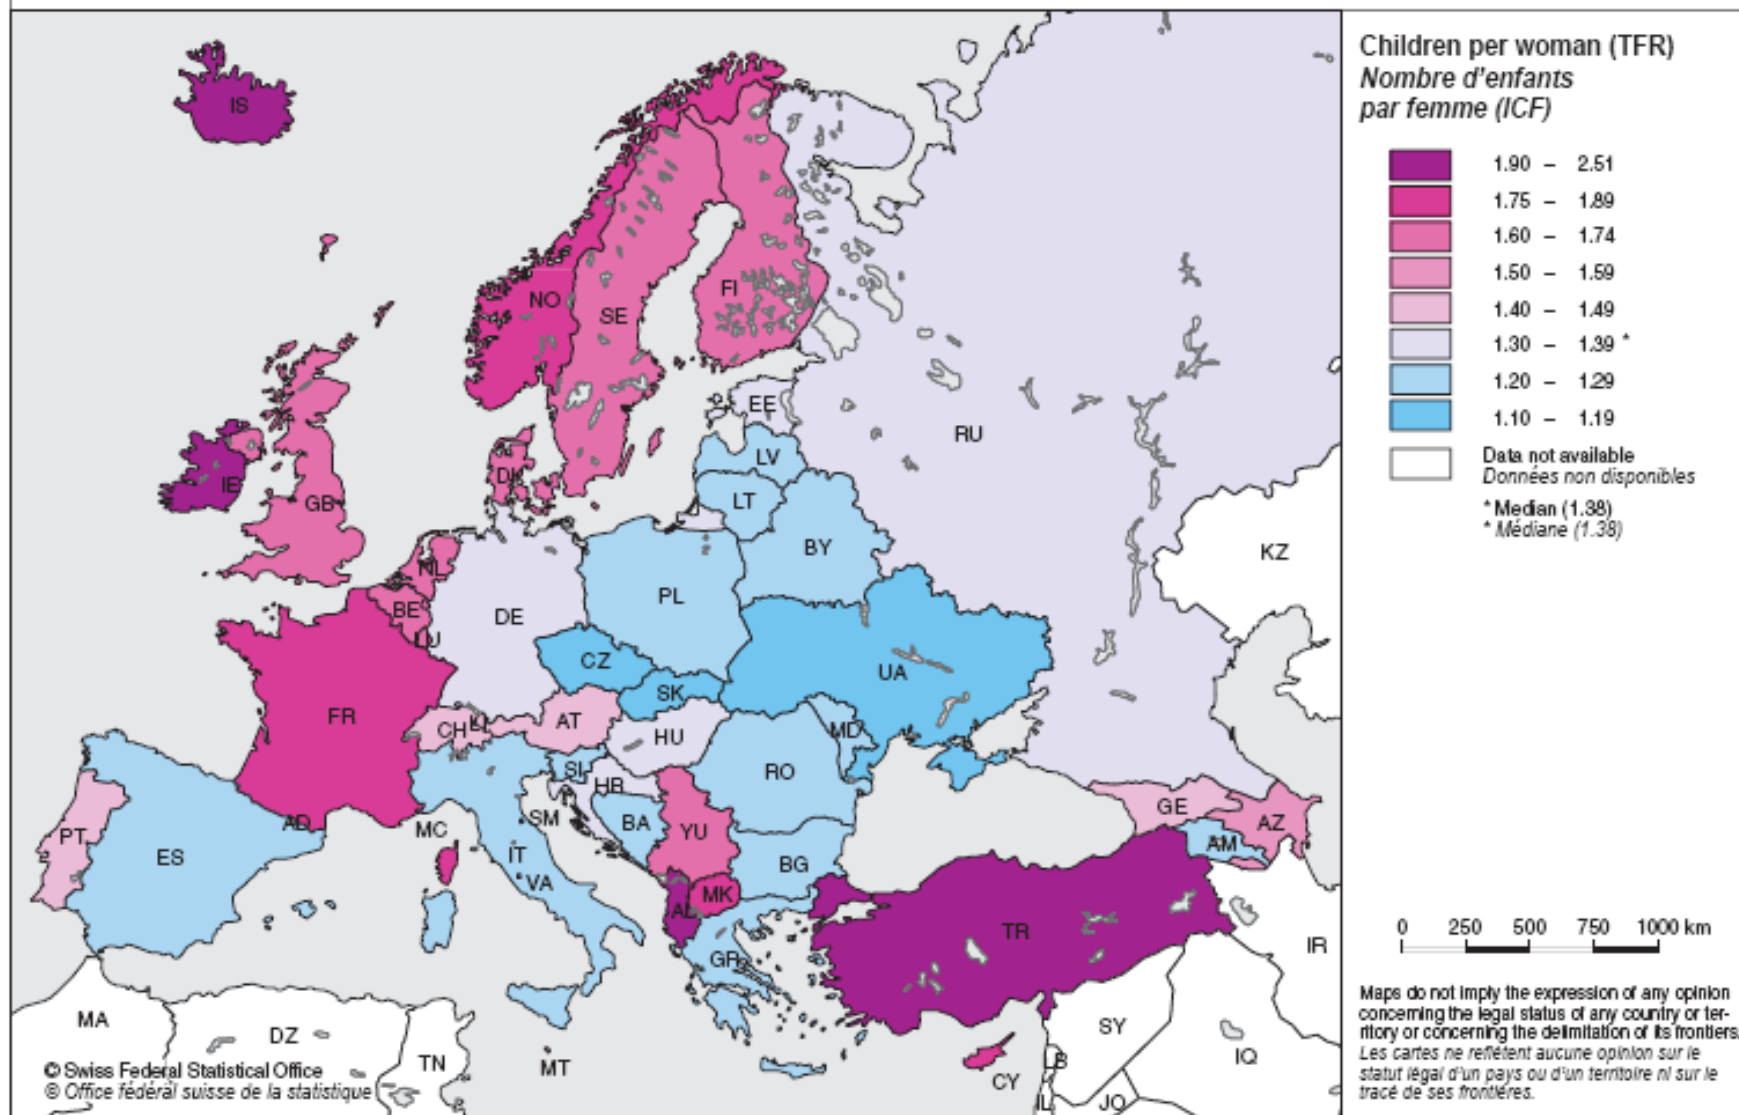 Children per woman (TFR)
Nombre d'enfants
par femme (ICF)
1.90 – 2.51
1.75 – 1.89
1.60 – 1.74
1.50 – 1.59
1.40 – 1.49
1.30 – 1.39 *
1.20 – 1.29
1.10 – 1.19
Data not available
Données non disponibles
* Median (1.38)
* Médiane (1.38)
IS
NO
SE
FI
EE
RU
LV
LT
DK
IE
GB
BY
KZ
NL
BE
LU
DE
PL
CZ
SK
UA
FR
CH
LI
AT
HU
MD
SI
HR
RO
GE
AZ
AM
PT
ES
AD
MC
SM
BA
YU
IT
VA
BG
MK
AL
TR
GR
IR
MA
DZ
TN
MT
CY
SY
LB
IQ
IL
JO
0 250 500 750 1000 km
Maps do not imply the expression of any opinion
concerning the legal status of any country or ter-
ritory or concerning the delimitation of its frontiers.
Les cartes ne reflètent aucune opinion sur le
statut légal d'un pays ou d'un territoire ni sur le
tracé de ses frontières.
© Swiss Federal Statistical Office
© Office fédéral suisse de la statistique